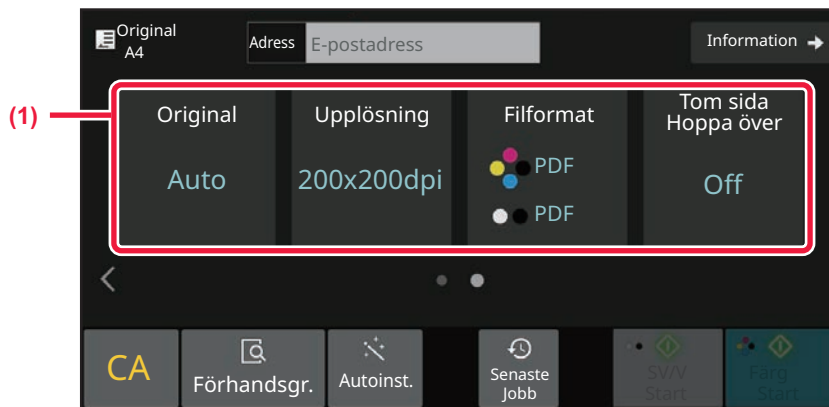 Original
A4
Adress E-postadress
Information
(1)
Original
Upplösning
Filformat
Tom sida
Hoppa över
Auto
200x200dpi
PDF
PDF
Off
CA
Förhandsgr.
Autoinst.
Senaste
Jobb
SV/V
Start
Färg
Start